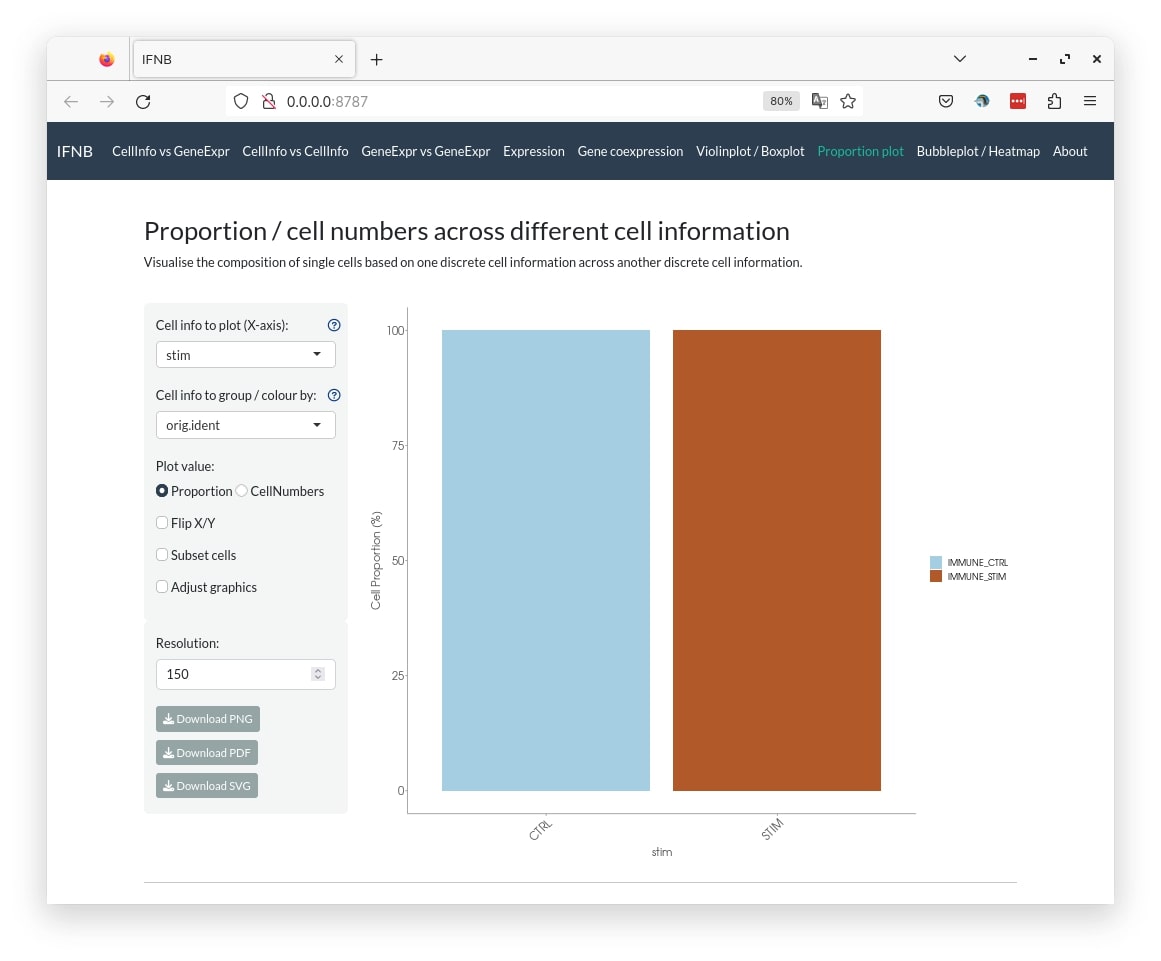 IFNB
0.0.0.0:8787
80%
IFNB CellInfo vs GeneExpr CellInfo vs CellInfo GeneExpr vs GeneExpr Expression Gene coexpression Violinplot / Boxplot Proportion plot Bubbleplot / Heatmap About
Proportion / cell numbers across different cell information
Visualise the composition of single cells based on one discrete cell information across another discrete cell information.
Cell info to plot (X-axis):
stim
Cell info to group / colour by:
orig.ident
Plot value:
Proportion CellNumbers
Flip X/Y
Subset cells
Adjust graphics
Resolution:
150
Download PNG
Download PDF
Download SVG
Cell Proportion (%)
100
75
50
25
0
CTRL
STIM
stim
IMMUNE_CTRL
IMMUNE_STIM